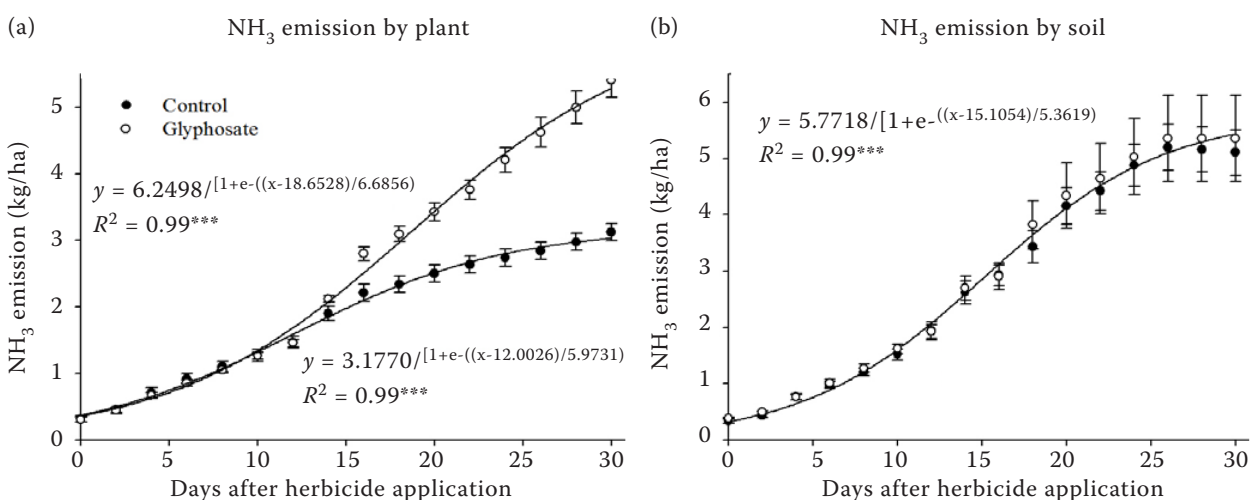 (a)
NH₃ emission by plant
NH₃ emission (kg/ha)
5
4
3
2
1
0
Control
Glyphosate
y = 6.2498/[1+e-((x-18.6528)/6.6856)
R² = 0.99***
y = 3.1770/[1+e-((x-12.0026)/5.9731)
R² = 0.99***
0 5 10 15 20 25 30
Days after herbicide application
(b)
NH₃ emission by soil
NH₃ emission (kg/ha)
6
5
4
3
2
1
0
y = 5.7718/[1+e-((x-15.1054)/5.3619)
R² = 0.99***
0 5 10 15 20 25 30
Days after herbicide application